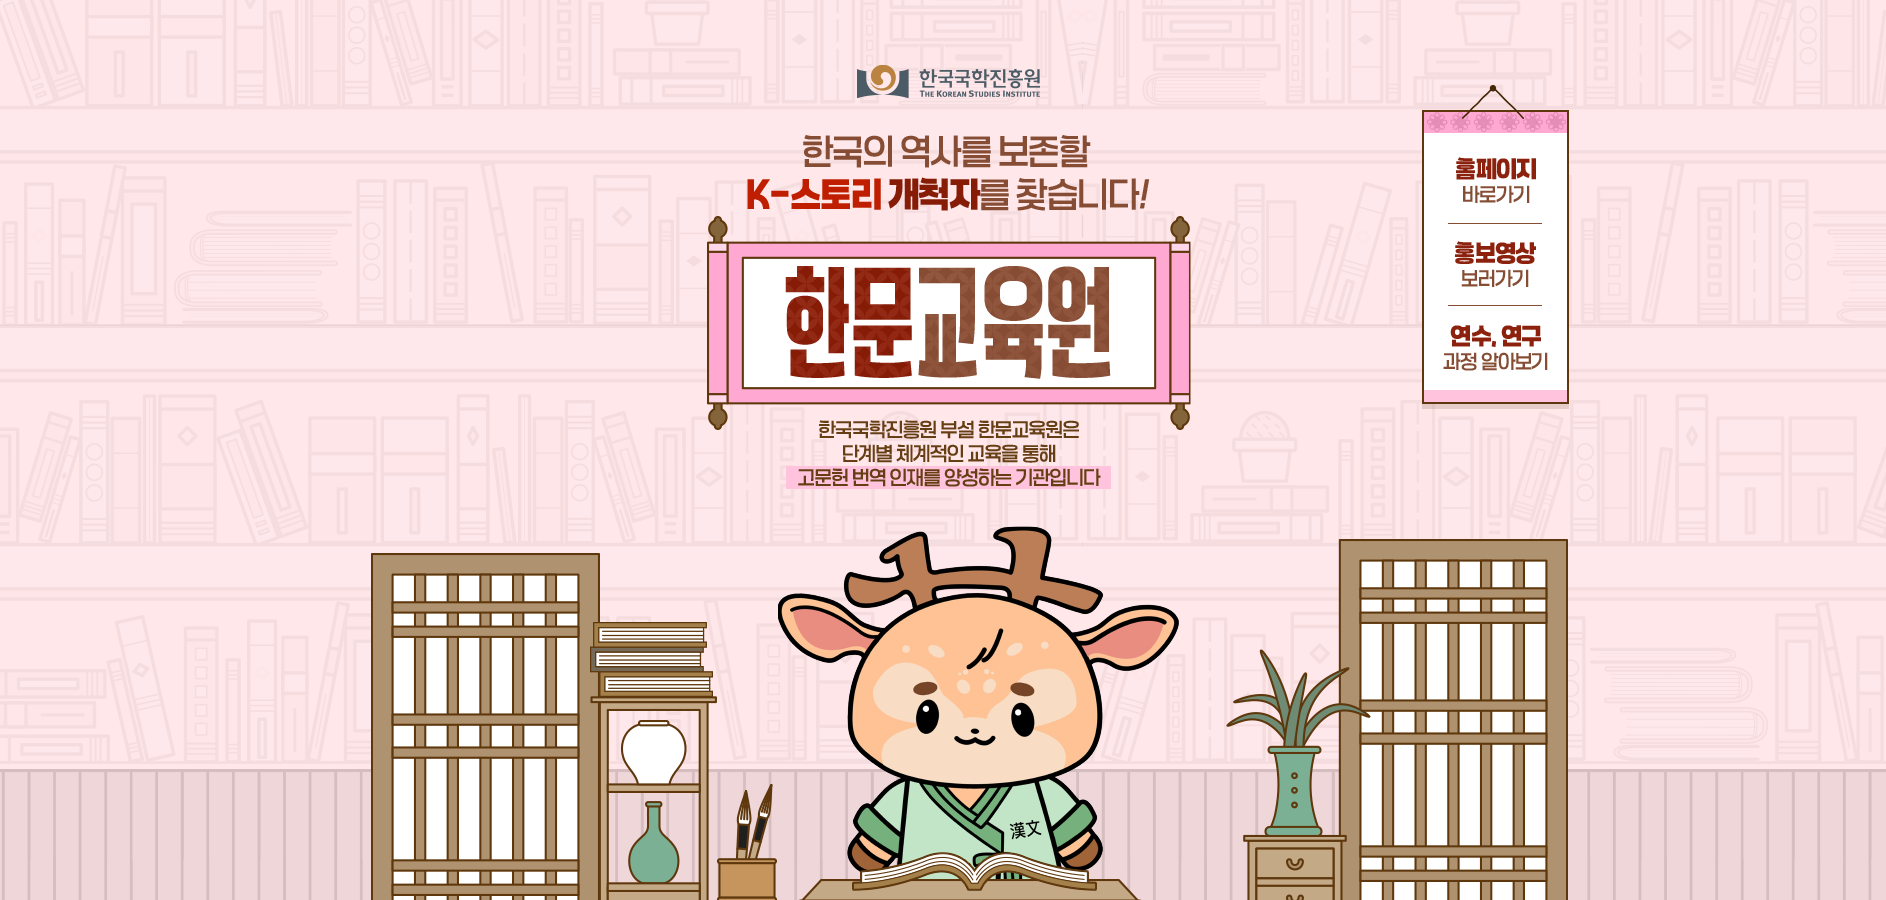 한국국학진흥원
THE KOREAN STUDIES INSTITUTE
한국의 역사를 보존할
K-스토리 개척자를 찾습니다!
한문교육원
한국국학진흥원 부설 한문교육원은
단계별 체계적인 교육을 통해
고문헌 번역 인재를 양성하는 기관입니다
홈페이지
바로가기
홍보영상
보러가기
연수, 연구
과정 알아보기
漢文